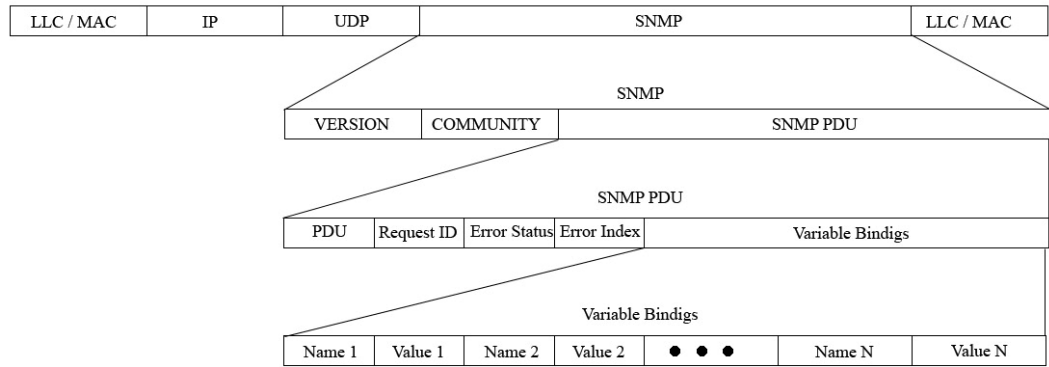 LLC / MAC IP UDP SNMP LLC / MAC
SNMP
VERSION COMMUNITY SNMP PDU
SNMP PDU
PDU Request ID Error Status Error Index Variable Bindigs
Variable Bindigs
Name 1 Value 1 Name 2 Value 2 ● ● ● Name N Value N